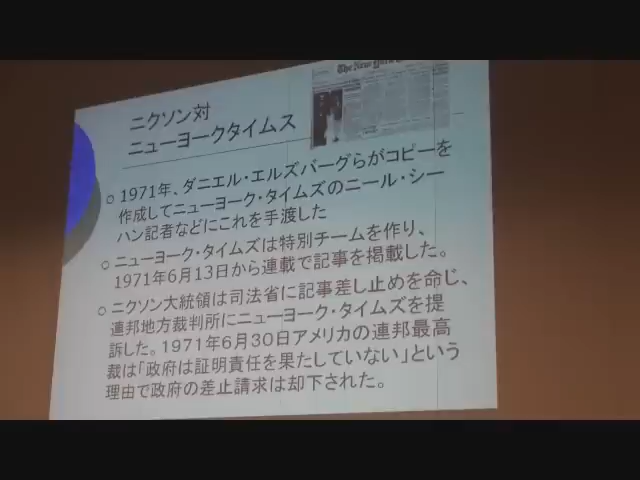 The New York
ニクソン対
ニューヨークタイムス
○ 1971年、ダニエル・エルズバーグらがコピーを
作成してニューヨーク・タイムズのニール・シー
ハン記者などにこれを手渡した
○ ニューヨーク・タイムズは特別チームを作り、
1971年6月13日から連載で記事を掲載した。
○ ニクソン大統領は司法省に記事差し止めを命じ、
連邦地方裁判所にニューヨーク・タイムズを提
訴した。1971年6月30日アメリカの連邦最高
裁は「政府は証明責任を果たしていない」という
理由で政府の差止請求は却下された。